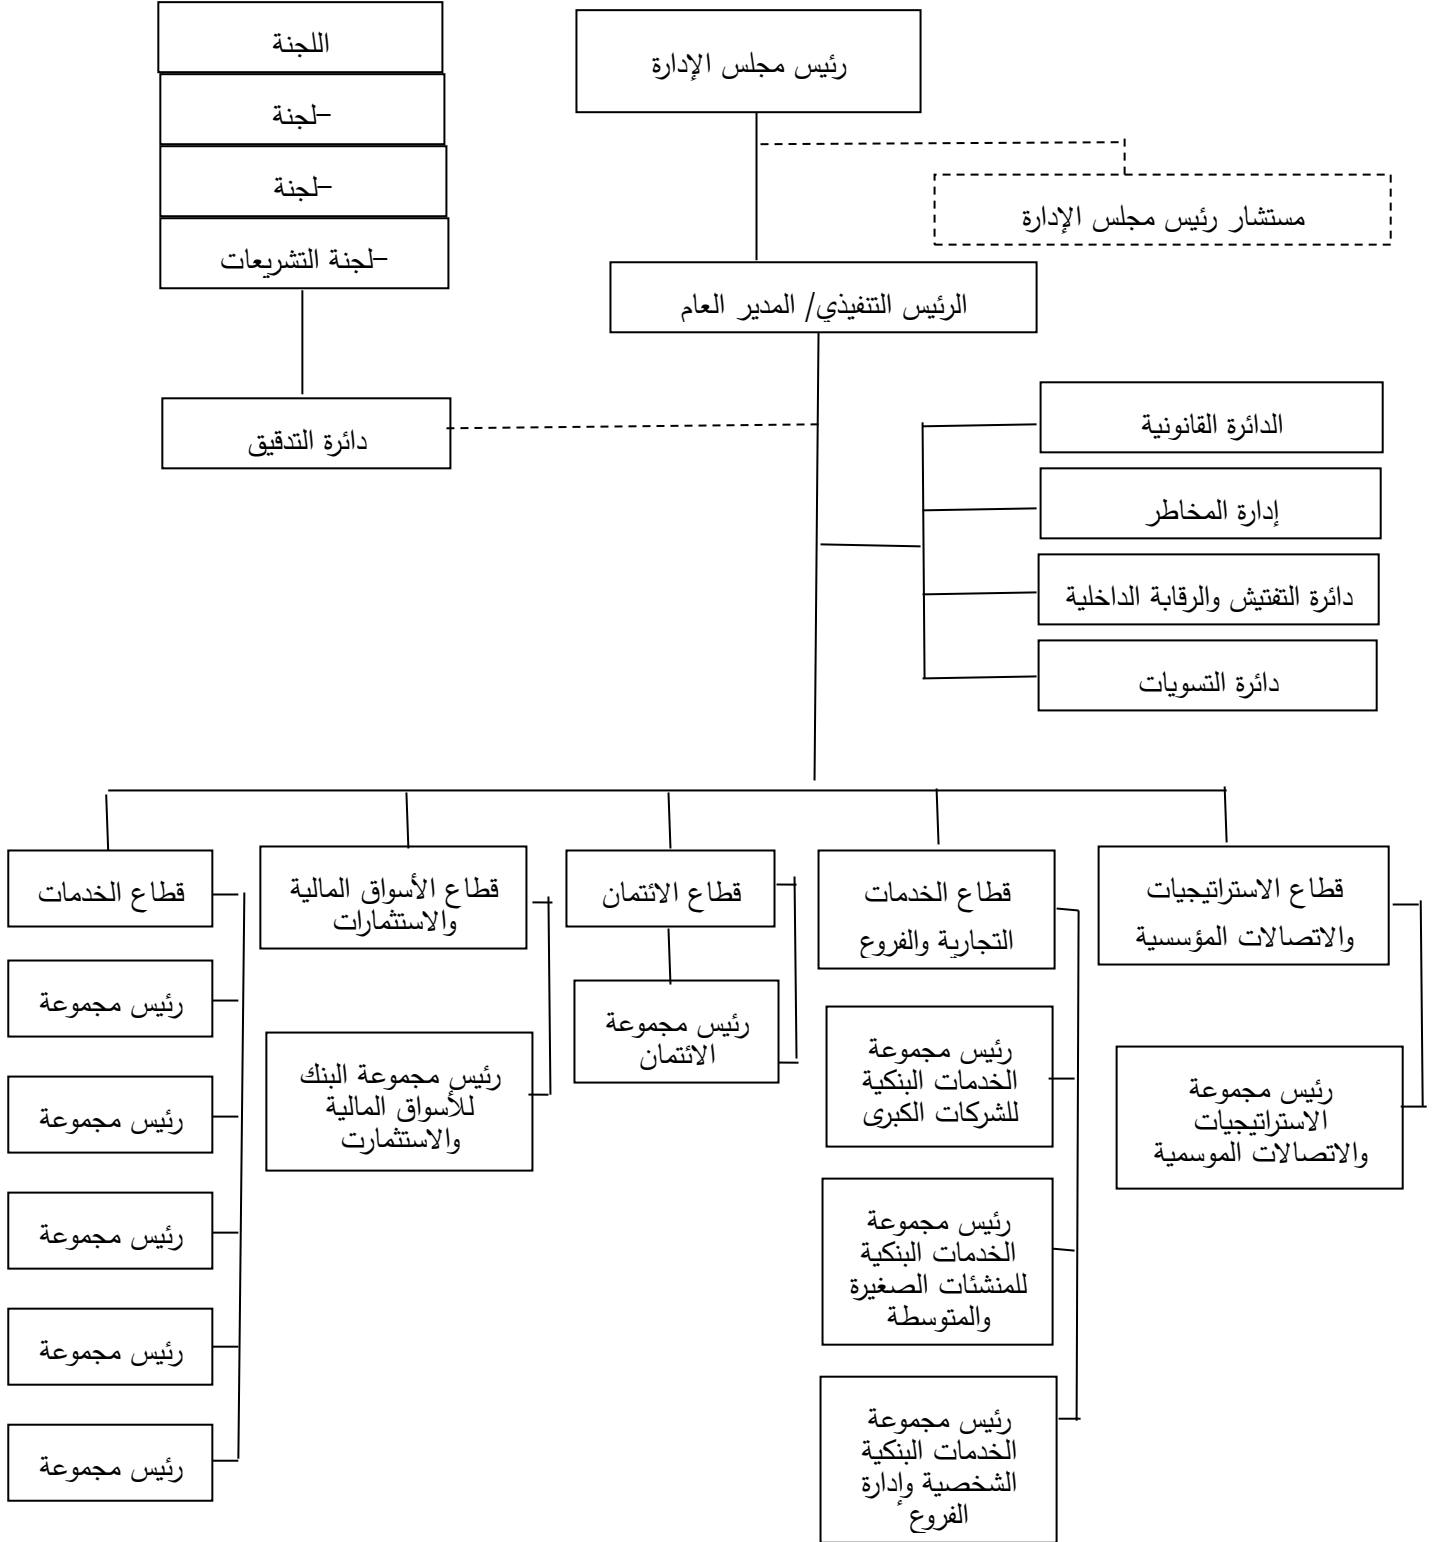 اللجنة
-لجنة
-لجنة
-لجنة التشريعات
دائرة التدقيق
رئيس مجلس الإدارة
مستشار رئيس مجلس الإدارة
الرئيس التنفيذي/ المدير العام
الدائرة القانونية
إدارة المخاطر
دائرة التفتيش والرقابة الداخلية
دائرة التسويات
قطاع الاستراتيجيات
والاتصالات المؤسسية
رئيس مجموعة
الاستراتيجيات
والاتصالات الموسمية
قطاع الخدمات
التجارية والفروع
رئيس مجموعة
الخدمات البنكية
للشركات الكبرى
رئيس مجموعة
الخدمات البنكية
للمنشئات الصغيرة
والمتوسطة
رئيس مجموعة
الخدمات البنكية
الشخصية وإدارة
الفروع
قطاع الائتمان
رئيس مجموعة
الائتمان
قطاع الأسواق المالية
والاستثمارات
رئيس مجموعة البنك
للأسواق المالية
والاستثمارت
قطاع الخدمات
رئيس مجموعة
رئيس مجموعة
رئيس مجموعة
رئيس مجموعة
رئيس مجموعة